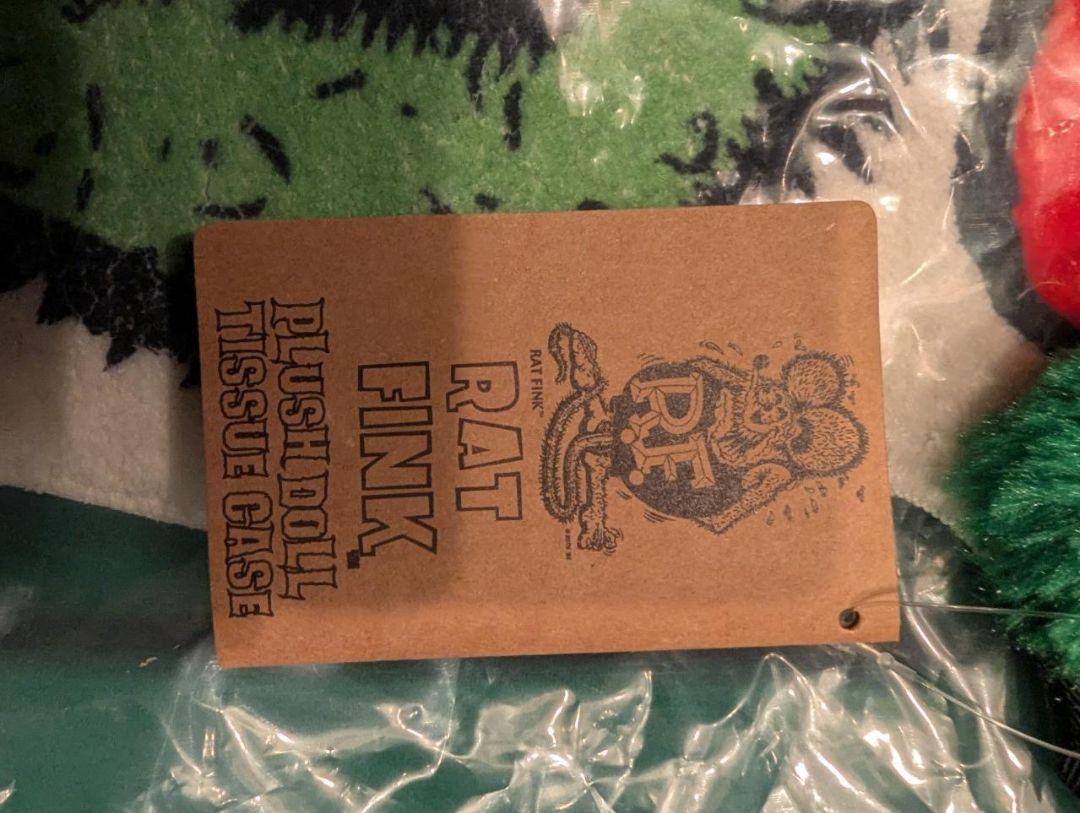 R.F.
RAT FINK™
RAT
FINK
PLUSH DOLL
TISSUE CASE